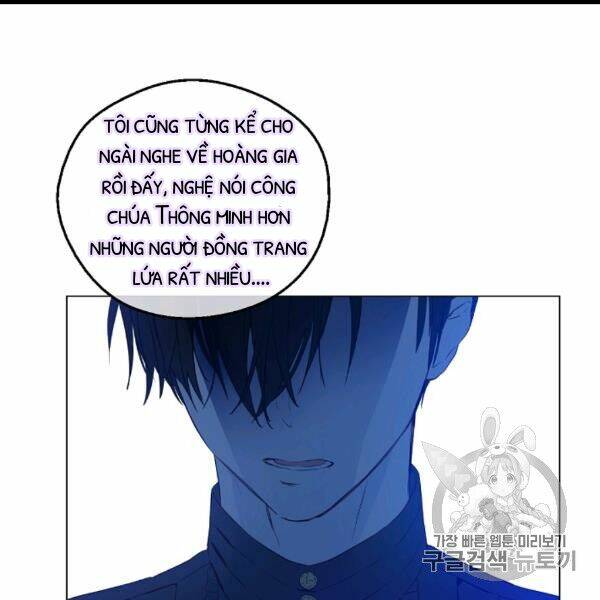 TÔI CŨNG TỪNG KỂ CHO
NGÀI NGHE VỀ HOÀNG GIA
RỒI ĐẤY, NGHỆ NÓI CÔNG
CHÚA THÔNG MINH HƠN
NHỮNG NGƯỜI ĐỒNG TRANG
LỨA RẤT NHIỀU....
가장 빠른 웹툰 미리보기
구글검색 뉴토끼